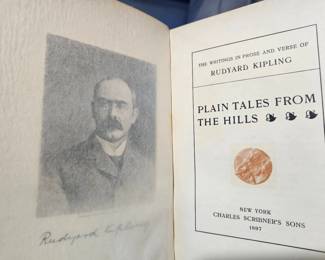 Rudyard Kipling
THE WRITINGS IN PROSE AND VERSE OF
RUDYARD KIPLING
PLAIN TALES FROM
THE HILLS
NEW YORK
CHARLES SCRIBNER'S SONS
1897